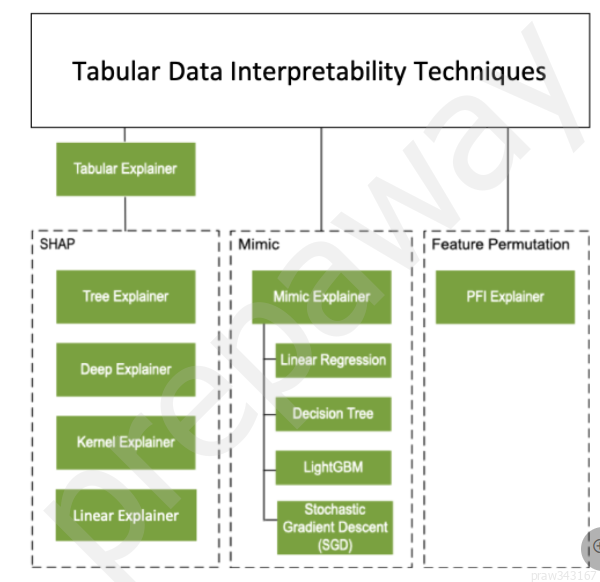 Tabular Data Interpretability Techniques
Tabular Explainer
SHAP
Tree Explainer
Deep Explainer
Kernel Explainer
Linear Explainer
Mimic
Mimic Explainer
Linear Regression
Decision Tree
LightGBM
Stochastic
Gradient Descent
(SGD)
Feature Permutation
PFI Explainer
prepaway
praw343167